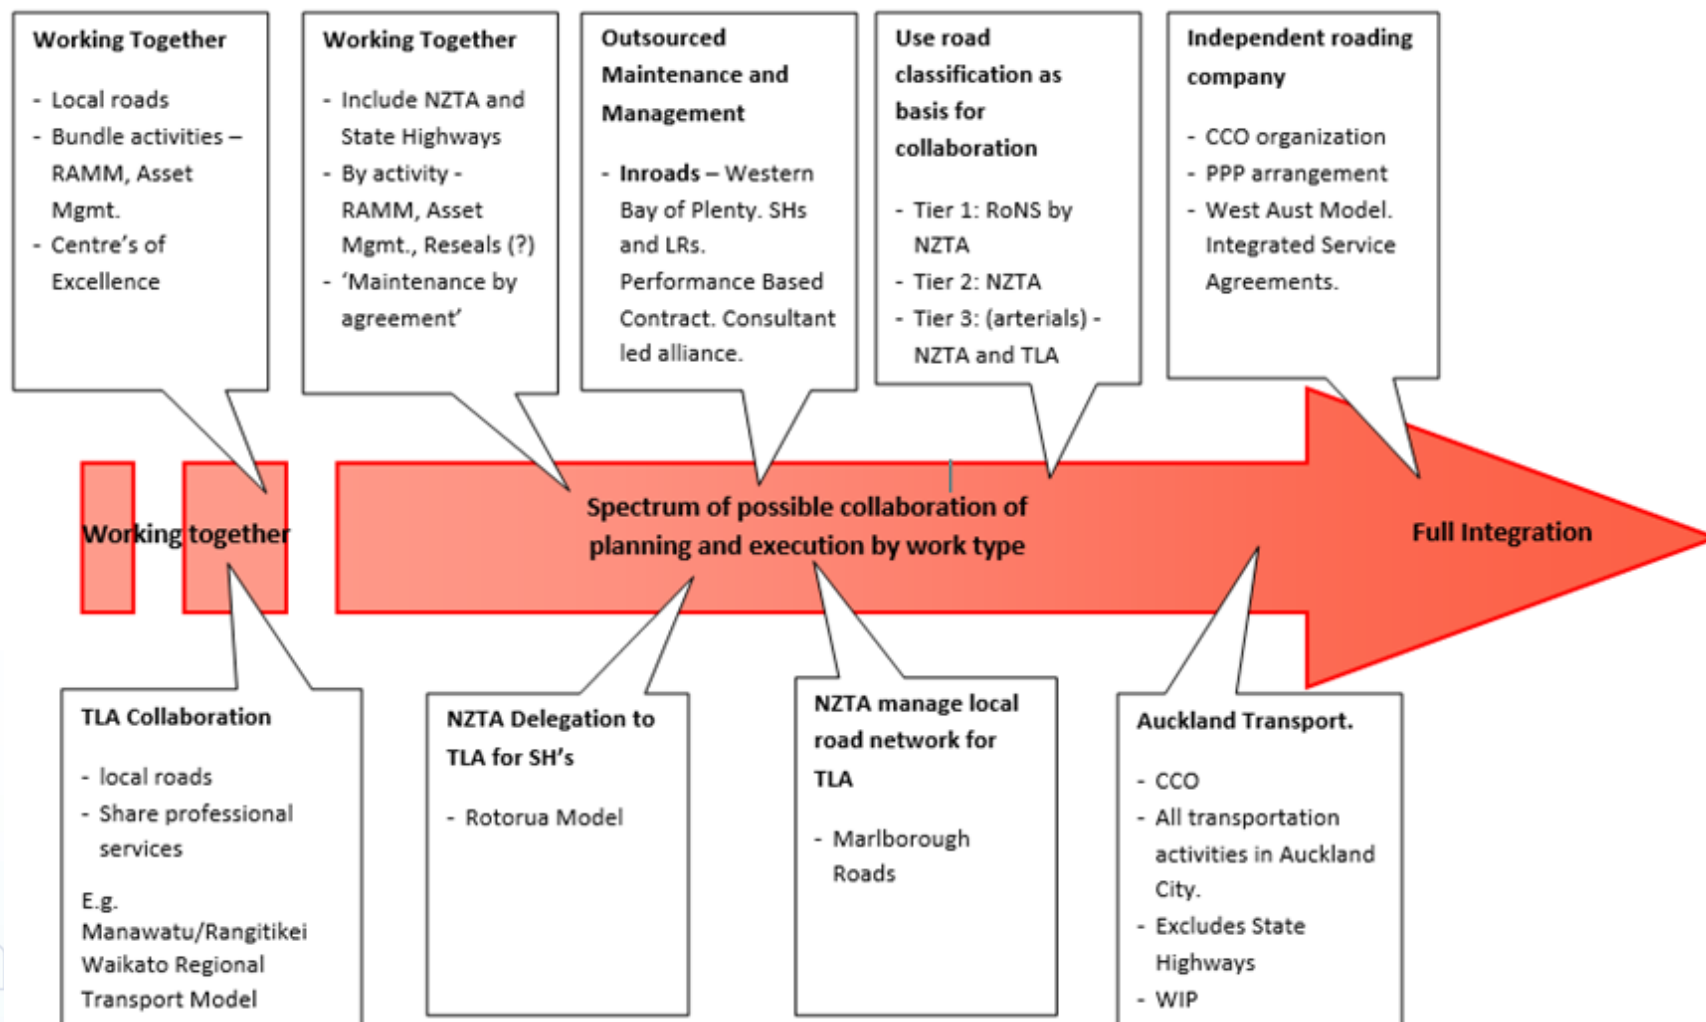 Working Together
- Local roads
- Bundle activities –
RAMM, Asset
Mgmt.
- Centre’s of
Excellence
Working Together
- Include NZTA and
State Highways
- By activity -
RAMM, Asset
Mgmt., Reseals (?)
- ‘Maintenance by
agreement’
Outsourced
Maintenance and
Management
- Inroads – Western
Bay of Plenty. SHs
and LRs.
Performance Based
Contract. Consultant
led alliance.
Use road
classification as
basis for
collaboration
- Tier 1: RoNS by
NZTA
- Tier 2: NZTA
- Tier 3: (arterials) -
NZTA and TLA
Independent roading
company
- CCO organization
- PPP arrangement
- West Aust Model.
Integrated Service
Agreements.
Working together
Spectrum of possible collaboration of
planning and execution by work type
Full Integration
TLA Collaboration
- local roads
- Share professional
services
E.g.
Manawatu/Rangitikei
Waikato Regional
Transport Model
NZTA Delegation to
TLA for SH’s
- Rotorua Model
NZTA manage local
road network for
TLA
- Marlborough
Roads
Auckland Transport.
- CCO
- All transportation
activities in Auckland
City.
- Excludes State
Highways
- WIP